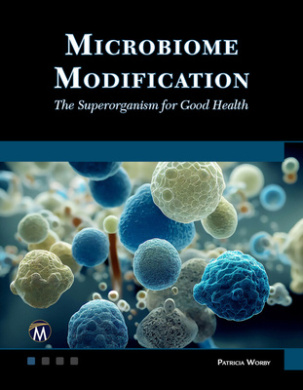 Microbiome
Modification
The Superorganism for Good Health
M
Patricia Worby